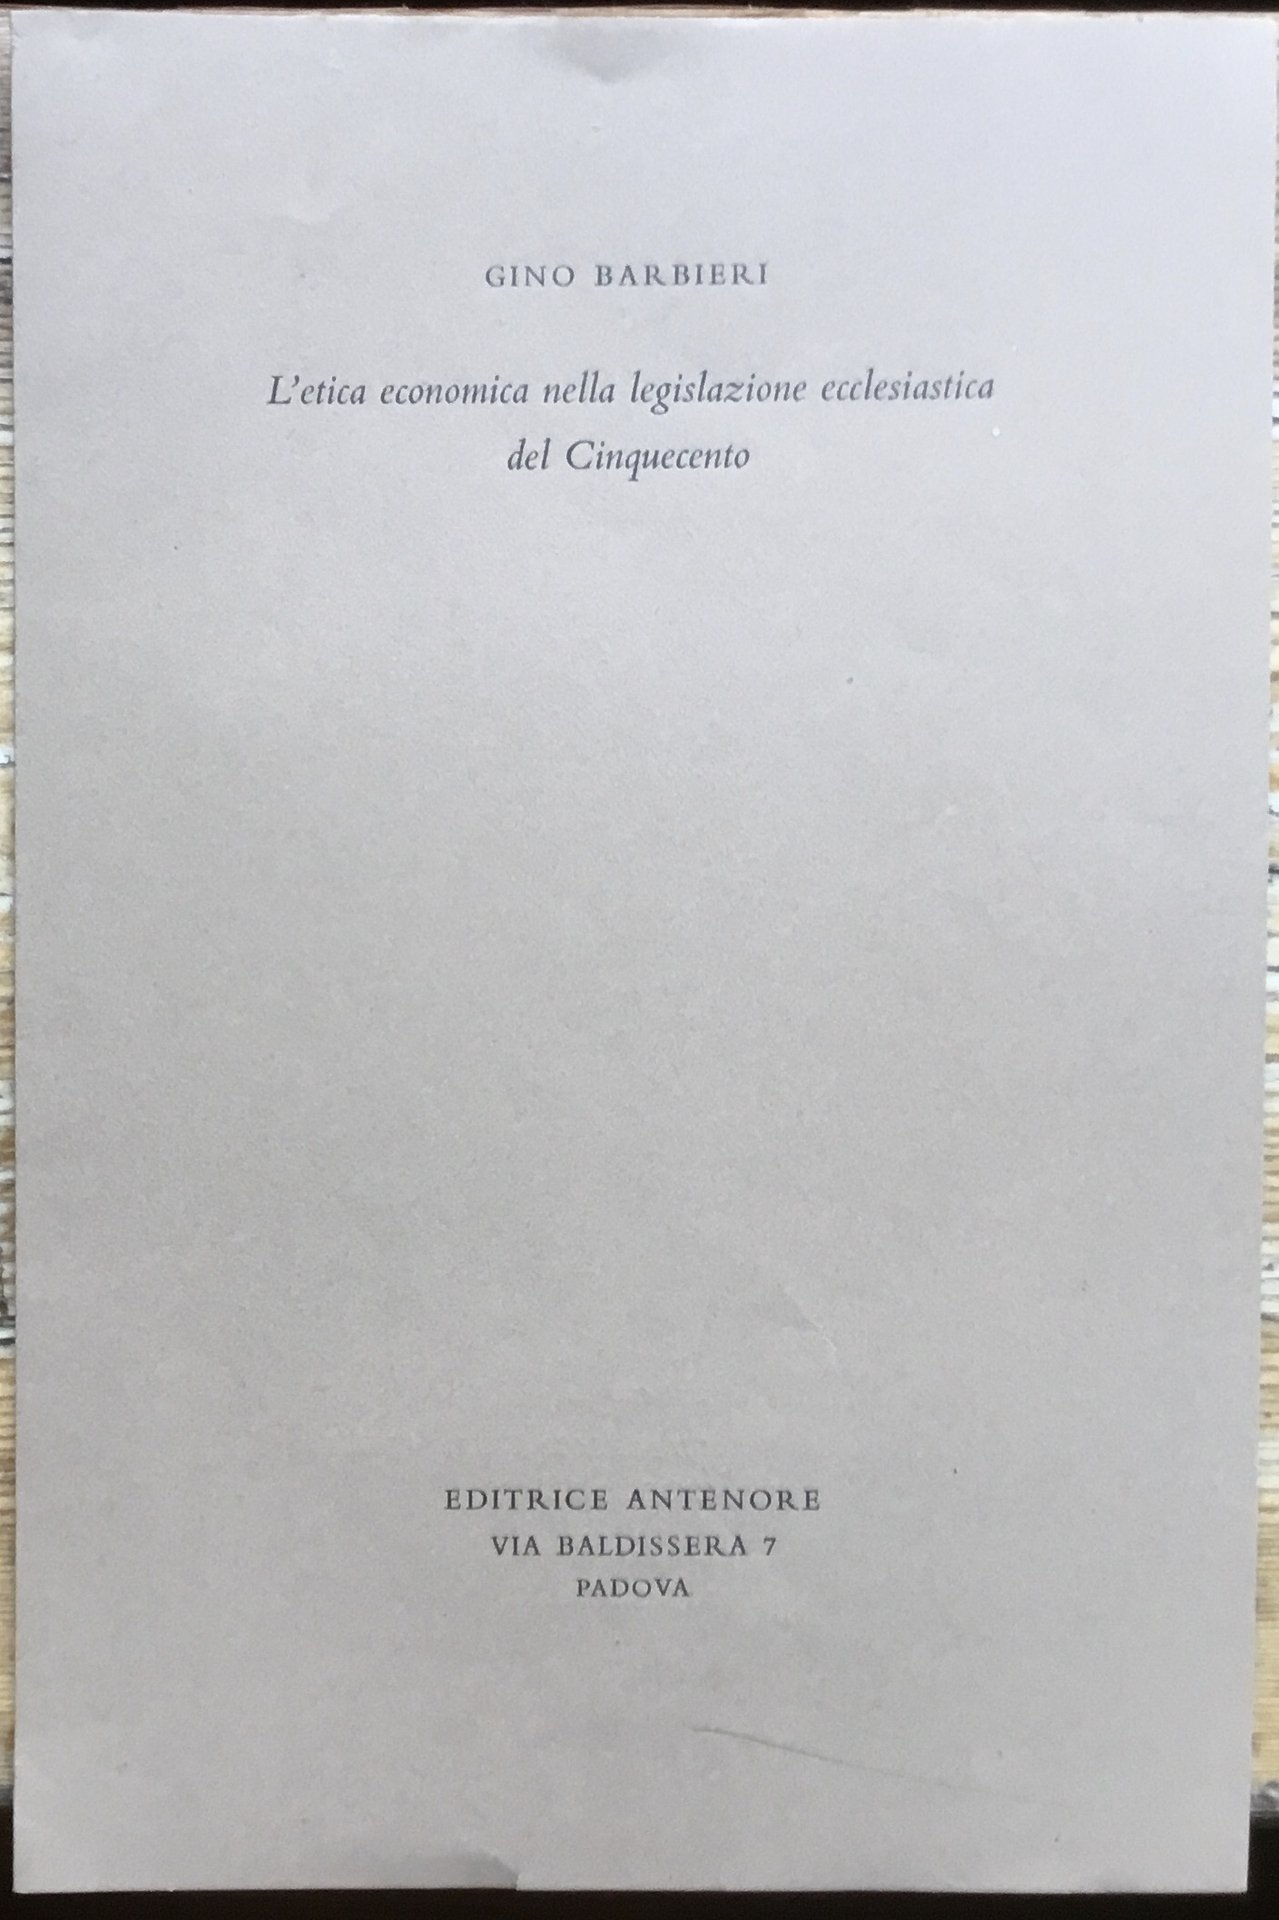 GINO BARBIERI
L'etica economica nella legislazione ecclesiastica
del Cinquecento
EDITRICE ANTENORE
VIA BALDISSERA 7
PADOVA